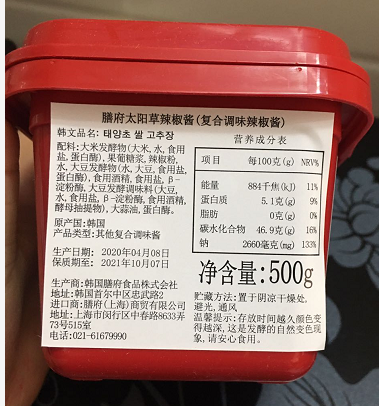 膳府太阳草辣椒酱(复合调味辣椒酱)
韩文品名: 태양초 쌀 고추장
配料:大米发酵物(大米,水,食用
盐,蛋白酶),果葡糖浆,辣椒粉,
水,大豆发酵物(水,大豆,食用盐,
蛋白酶),食用酒精,食用盐,β-
淀粉酶,大豆发酵调味料(大豆,
水,食用盐,β-淀粉酶,食用酒精,
酵母抽提物),大蒜油,蛋白酶。
原产国:韩国
产品类型:其他复合调味酱
生产日期: 2020年04月08日
保质期至: 2021年10月07日
生产商:韩国膳府食品株式会社
地址:韩国首尔中区忠武路2
进口商:膳府(上海)商贸有限公司
地址:上海市闵行区中春路8633弄
73号515室
电话:021-61679990
营养成分表
项目 每100克(g) NRV%
能量 884千焦(kJ) 11%
蛋白质 5.1克(g) 9%
脂肪 0克(g) 0%
碳水化合物 46.9克(g) 16%
钠 2660毫克(mg) 133%
净含量:500g
贮藏方法:置于阴凉干燥处,
避光,通风
温馨提示:存放时间越久颜色变
得越深,这是发酵的自然变色现
象,请安心食用。